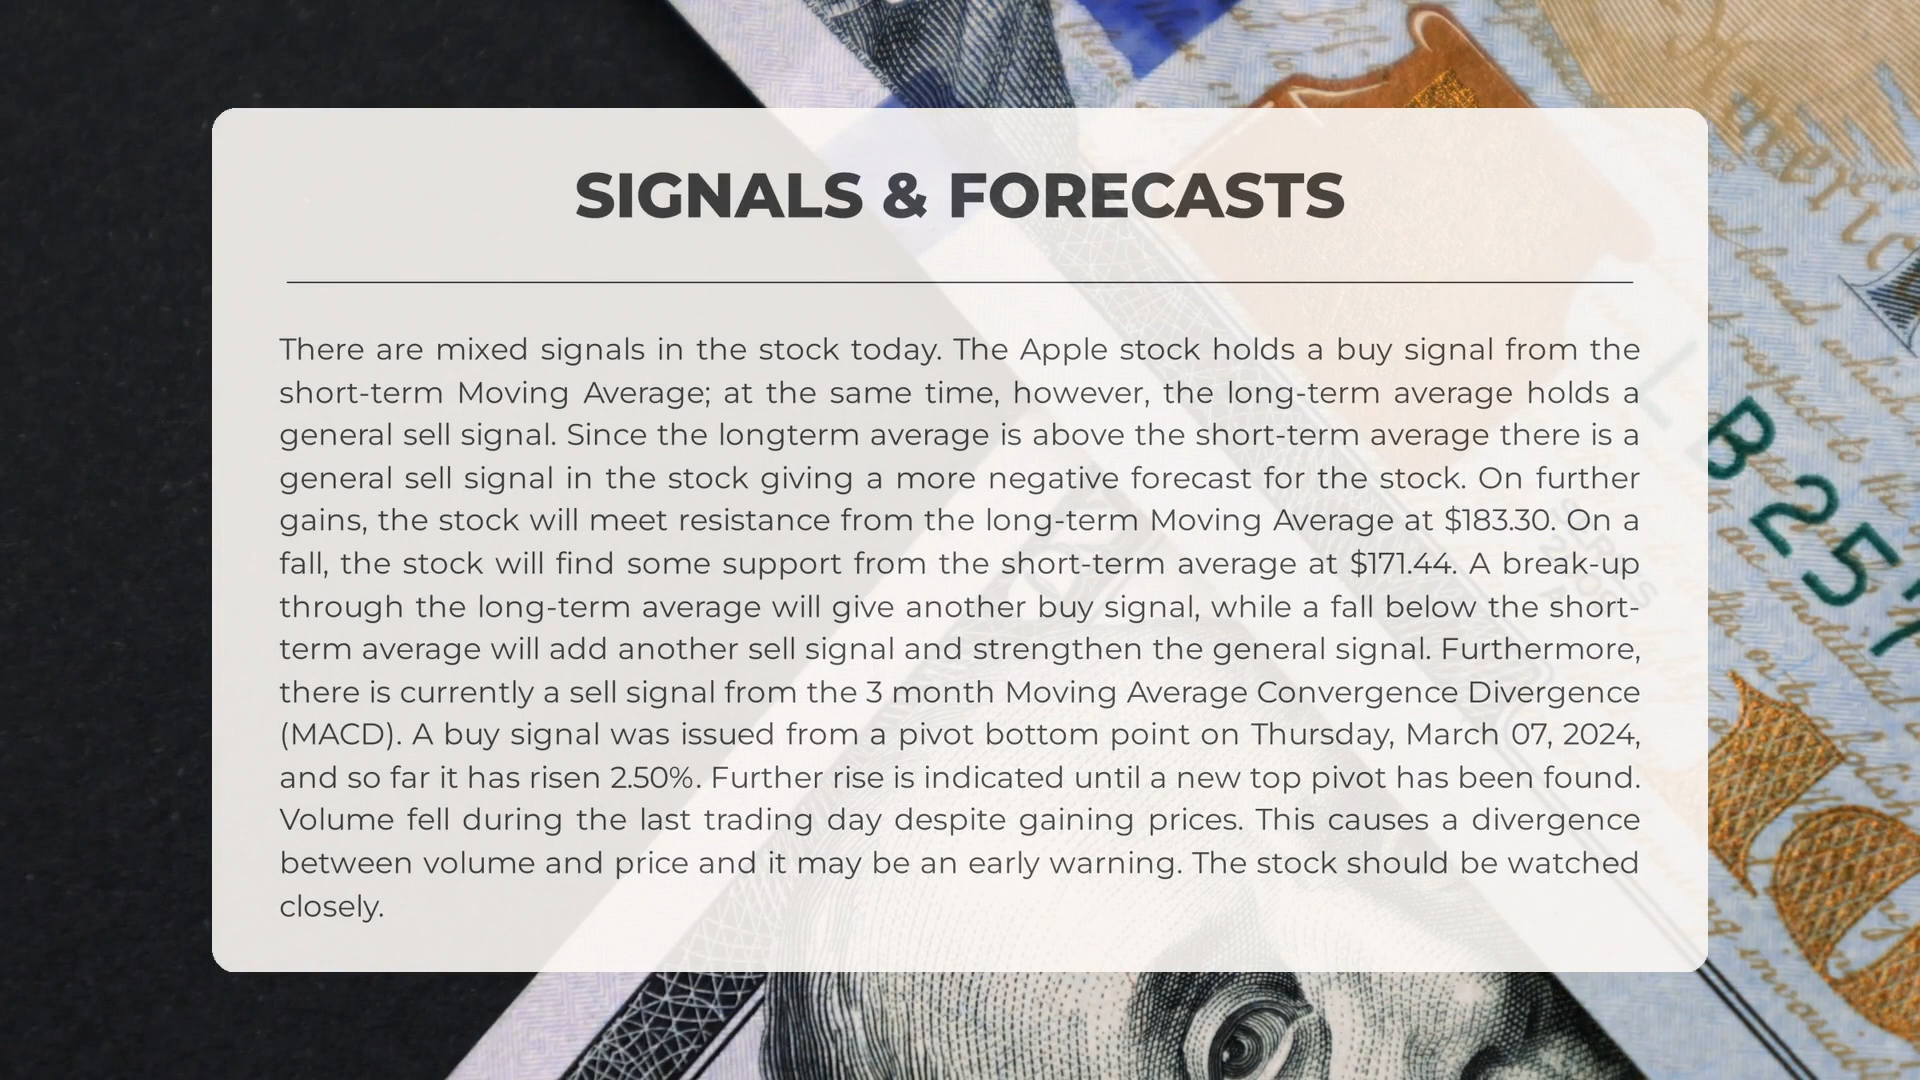 SIGNALS & FORECASTS
There are mixed signals in the stock today. The Apple stock holds a buy signal from the
short-term Moving Average; at the same time, however, the long-term average holds a
general sell signal. Since the longterm average is above the short-term average there is a
general sell signal in the stock giving a more negative forecast for the stock. On further
gains, the stock will meet resistance from the long-term Moving Average at $183.30. On a
fall, the stock will find some support from the short-term average at $171.44. A break-up
through the long-term average will give another buy signal, while a fall below the short-
term average will add another sell signal and strengthen the general signal. Furthermore,
there is currently a sell signal from the 3 month Moving Average Convergence Divergence
(MACD). A buy signal was issued from a pivot bottom point on Thursday, March 07, 2024,
and so far it has risen 2.50%. Further rise is indicated until a new top pivot has been found.
Volume fell during the last trading day despite gaining prices. This causes a divergence
between volume and price and it may be an early warning. The stock should be watched
closely.
LB25